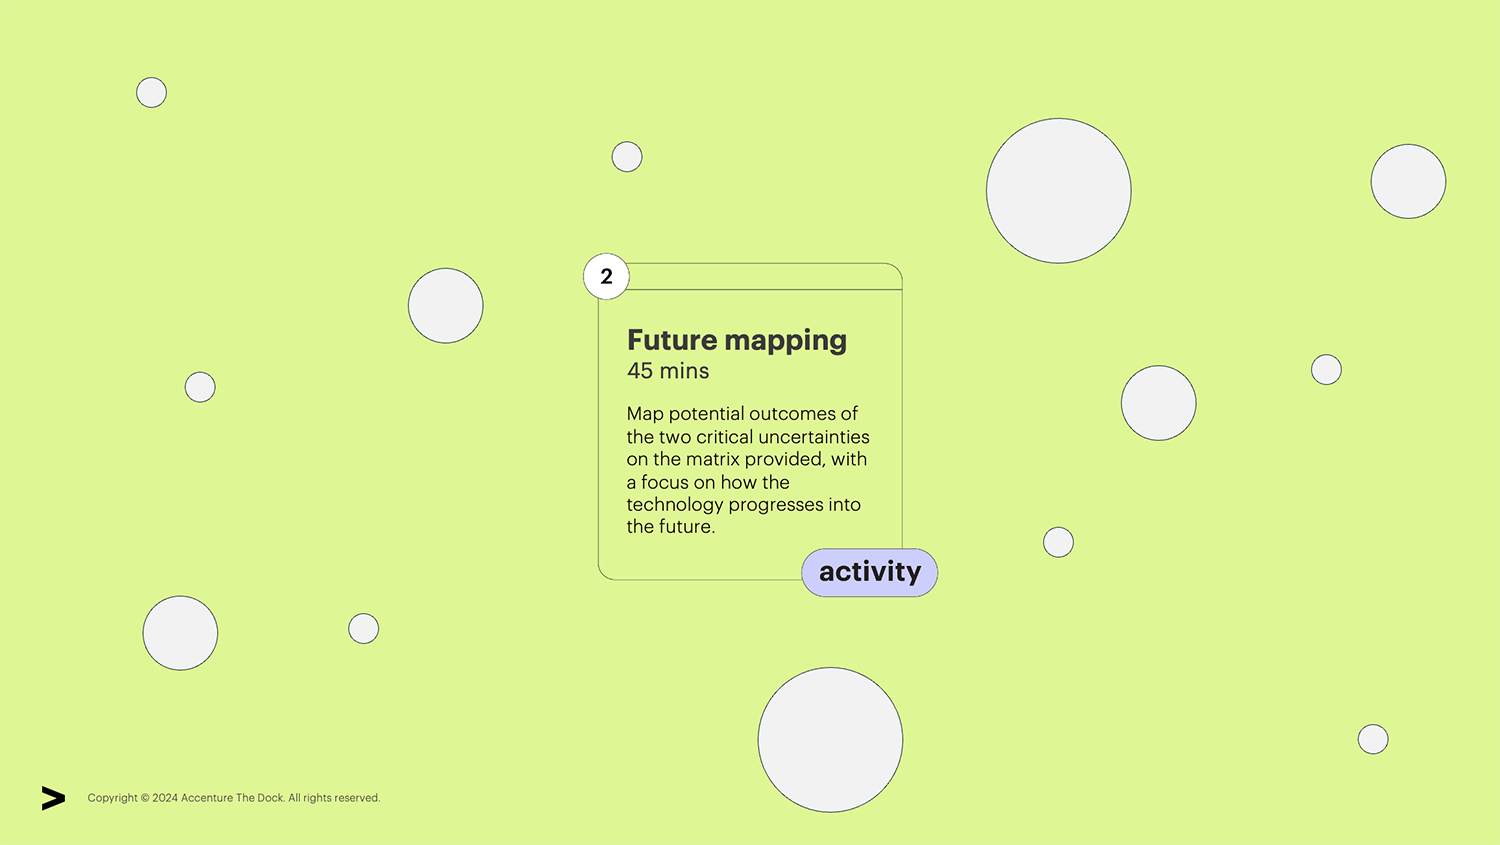 2
Future mapping
45 mins
Map potential outcomes of
the two critical uncertainties
on the matrix provided, with
a focus on how the
technology progresses into
the future.
activity
Copyright © 2024 Accenture The Dock. All rights reserved.